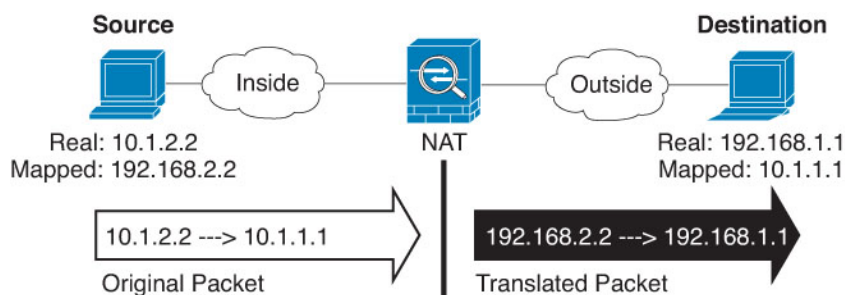 Source
Destination
Inside
Outside
NAT
Real: 10.1.2.2
Mapped: 192.168.2.2
Real: 192.168.1.1
Mapped: 10.1.1.1
10.1.2.2 ---> 10.1.1.1
192.168.2.2 ---> 192.168.1.1
Original Packet
Translated Packet